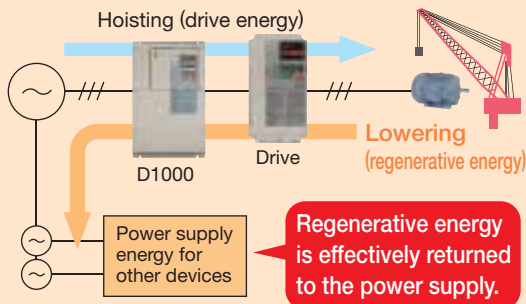 Hoisting (drive energy)
Lowering
(regenerative energy)
Drive
D1000
Power supply
energy for
other devices
Regenerative energy
is effectively returned
to the power supply.